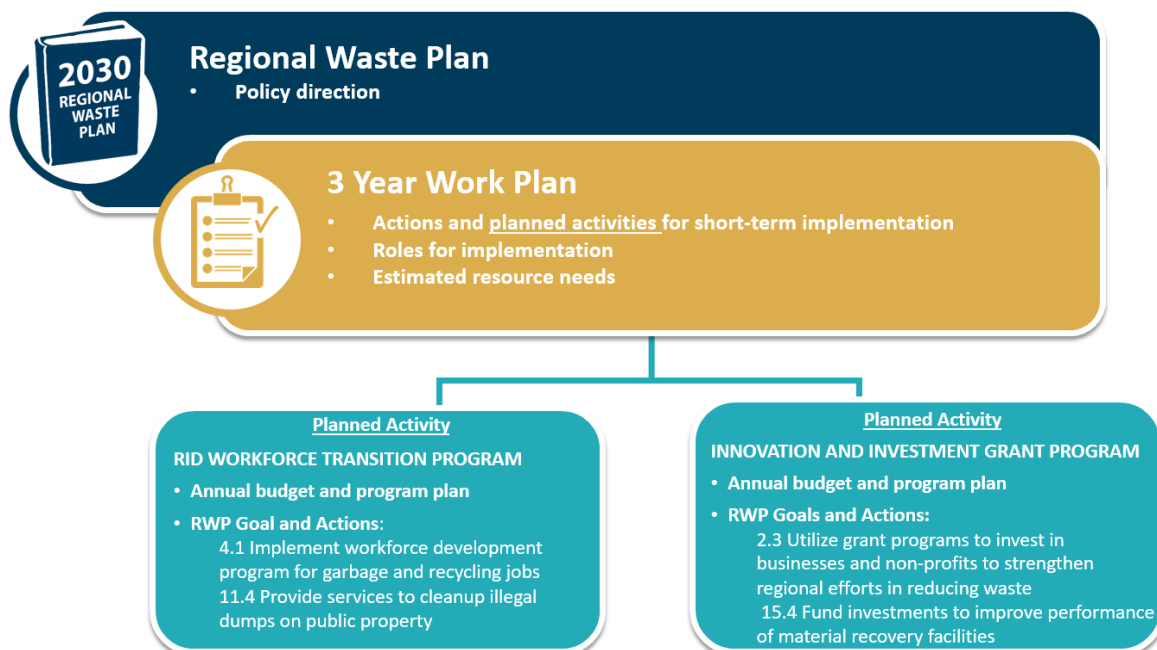 2030
REGIONAL
WASTE
PLAN
Regional Waste Plan
• Policy direction
3 Year Work Plan
• Actions and planned activities for short-term implementation
• Roles for implementation
• Estimated resource needs
Planned Activity
RID WORKFORCE TRANSITION PROGRAM
• Annual budget and program plan
• RWP Goal and Actions:
4.1 Implement workforce development
program for garbage and recycling jobs
11.4 Provide services to cleanup illegal
dumps on public property
Planned Activity
INNOVATION AND INVESTMENT GRANT PROGRAM
• Annual budget and program plan
• RWP Goals and Actions:
2.3 Utilize grant programs to invest in
businesses and non-profits to strengthen
regional efforts in reducing waste
15.4 Fund investments to improve performance
of material recovery facilities